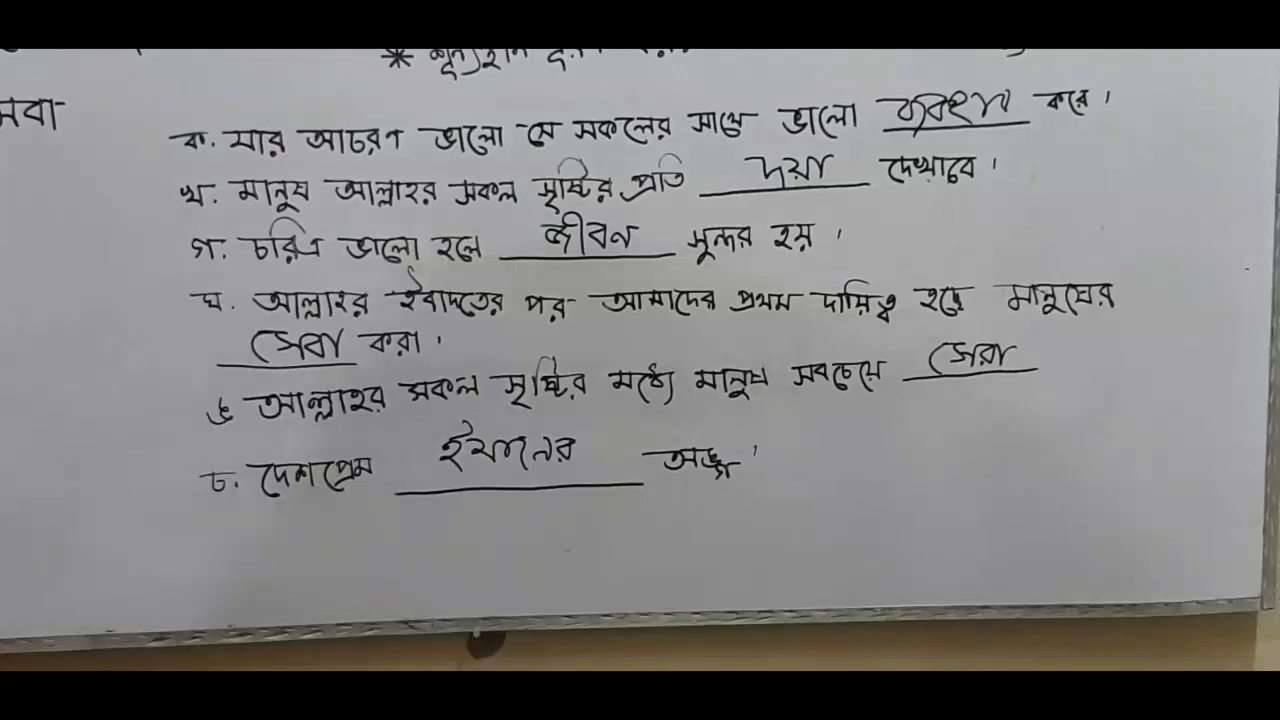 * শূন্যস্থান
সেবা-
ক. যার আচরণ ভালো সে সকলের সাথে ভালো ব্যবহার করে।
খ. মানুষ আল্লাহর সকল সৃষ্টির প্রতি দয়া দেখাবে।
গ. চরিত্র ভালো হলে জীবন সুন্দর হয়।
ঘ. আল্লাহর ইবাদতের পর আমাদের প্রথম দায়িত্ব হচ্ছে মানুষের
সেবা করা।
ঙ আল্লাহর সকল সৃষ্টির মধ্যে মানুষ সবচেয়ে সেরা
চ. দেশপ্রেম ইমানের অঙ্গ।